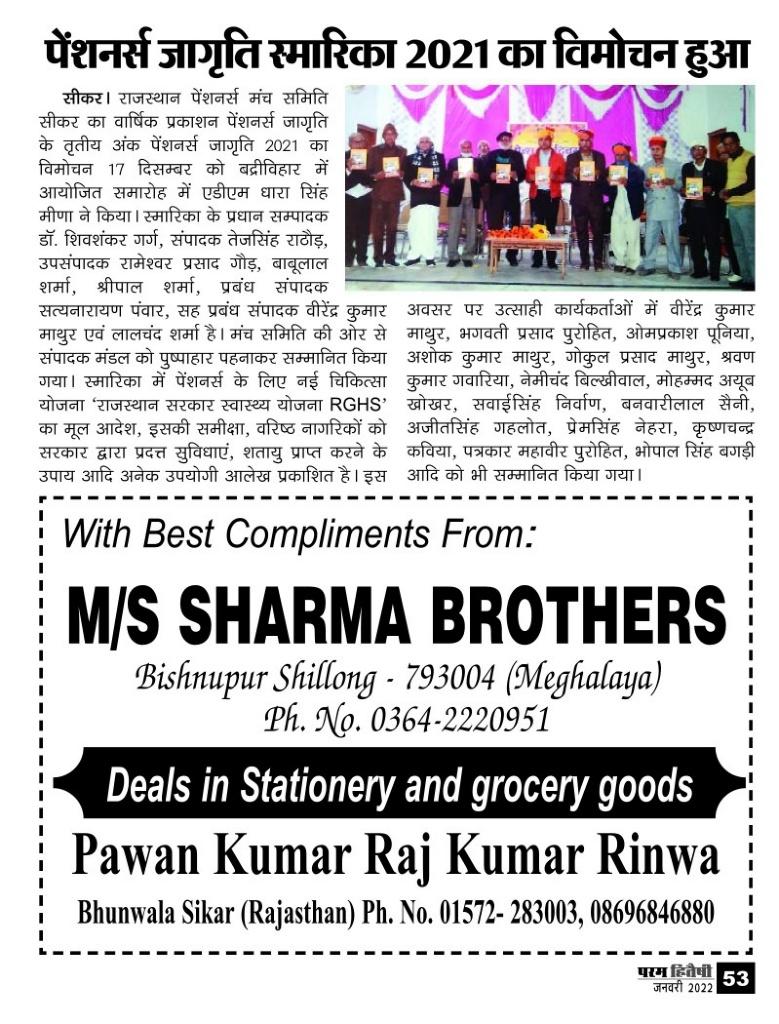 पेंशनर्स जागृति स्मारिका 2021 का विमोचन हुआ
सीकर। राजस्थान पेंशनर्स मंच समिति
सीकर का वार्षिक प्रकाशन पेंशनर्स जागृति
के तृतीय अंक पेंशनर्स जागृति 2021 का
विमोचन 17 दिसम्बर को बद्रीविहार में
आयोजित समारोह में एडीएम धारा सिंह
मीणा ने किया। स्मारिका के प्रधान सम्पादक
डॉ. शिवशंकर गर्ग, संपादक तेजसिंह राठौड़,
उपसंपादक रामेश्वर प्रसाद गौड़, बाबूलाल
शर्मा, श्रीपाल शर्मा, प्रबंध संपादक
सत्यनारायण पंवार, सह प्रबंध संपादक वीरेंद्र कुमार
माथुर एवं लालचंद शर्मा है। मंच समिति की ओर से
संपादक मंडल को पुष्पाहार पहनाकर सम्मानित किया
गया। स्मारिका में पेंशनर्स के लिए नई चिकित्सा
योजना ‘राजस्थान सरकार स्वास्थ्य योजना RGHS’
का मूल आदेश, इसकी समीक्षा, वरिष्ठ नागरिकों को
सरकार द्वारा प्रदत्त सुविधाएं, शतायु प्राप्त करने के
उपाय आदि अनेक उपयोगी आलेख प्रकाशित है। इस
अवसर पर उत्साही कार्यकर्ताओं में वीरेंद्र कुमार
माथुर, भगवती प्रसाद पुरोहित, ओमप्रकाश पूनिया,
अशोक कुमार माथुर, गोकुल प्रसाद माथुर, श्रवण
कुमार गवारिया, नेमीचंद बिल्खीवाल, मोहम्मद अयूब
खोखर, सवाईसिंह निर्वाण, बनवारीलाल सैनी,
अजीतसिंह गहलोत, प्रेमसिंह नेहरा, कृष्णचन्द्र
कविया, पत्रकार महावीर पुरोहित, भोपाल सिंह बगड़ी
आदि को भी सम्मानित किया गया।
With Best Compliments From:
M/S SHARMA BROTHERS
Bishnupur Shillong - 793004 (Meghalaya)
Ph. No. 0364-2220951
Deals in Stationery and grocery goods
Pawan Kumar Raj Kumar Rinwa
Bhunwala Sikar (Rajasthan) Ph. No. 01572- 283003, 08696846880
परम हितैषी
जनवरी 2022 53